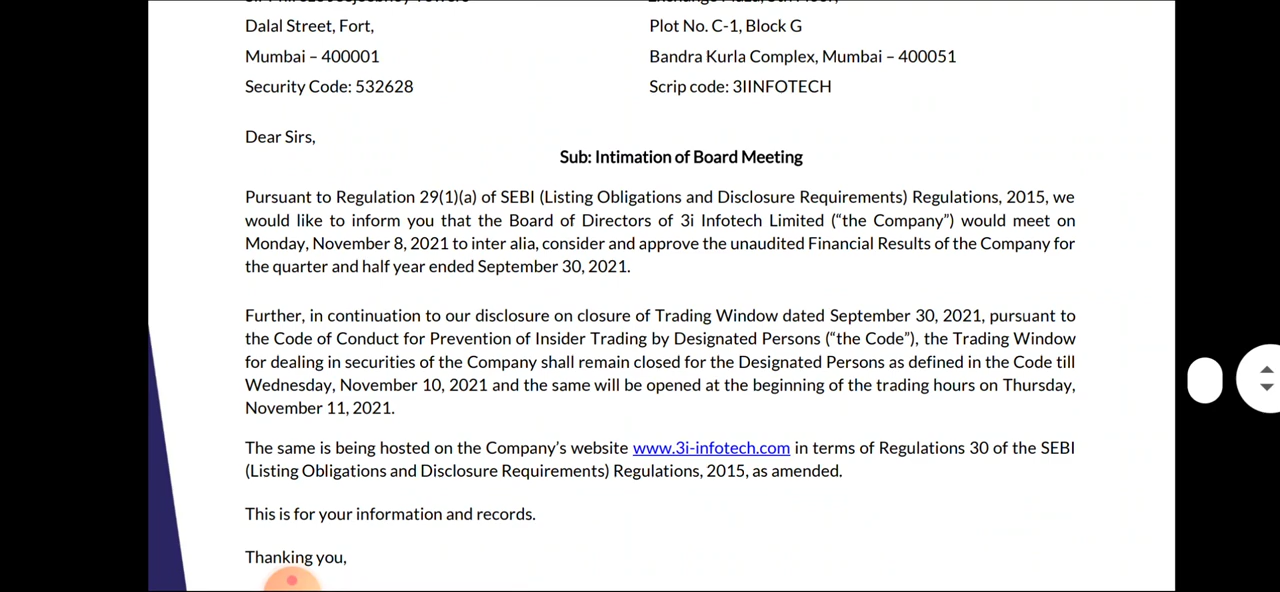 Dalal Street, Fort,
Plot No. C-1, Block G
Mumbai – 400001
Bandra Kurla Complex, Mumbai – 400051
Security Code: 532628
Scrip code: 3IINFOTECH
Dear Sirs,
Sub: Intimation of Board Meeting
Pursuant to Regulation 29(1)(a) of SEBI (Listing Obligations and Disclosure Requirements) Regulations, 2015, we
would like to inform you that the Board of Directors of 3i Infotech Limited (“the Company”) would meet on
Monday, November 8, 2021 to inter alia, consider and approve the unaudited Financial Results of the Company for
the quarter and half year ended September 30, 2021.
Further, in continuation to our disclosure on closure of Trading Window dated September 30, 2021, pursuant to
the Code of Conduct for Prevention of Insider Trading by Designated Persons (“the Code”), the Trading Window
for dealing in securities of the Company shall remain closed for the Designated Persons as defined in the Code till
Wednesday, November 10, 2021 and the same will be opened at the beginning of the trading hours on Thursday,
November 11, 2021.
The same is being hosted on the Company’s website www.3i-infotech.com in terms of Regulations 30 of the SEBI
(Listing Obligations and Disclosure Requirements) Regulations, 2015, as amended.
This is for your information and records.
Thanking you,